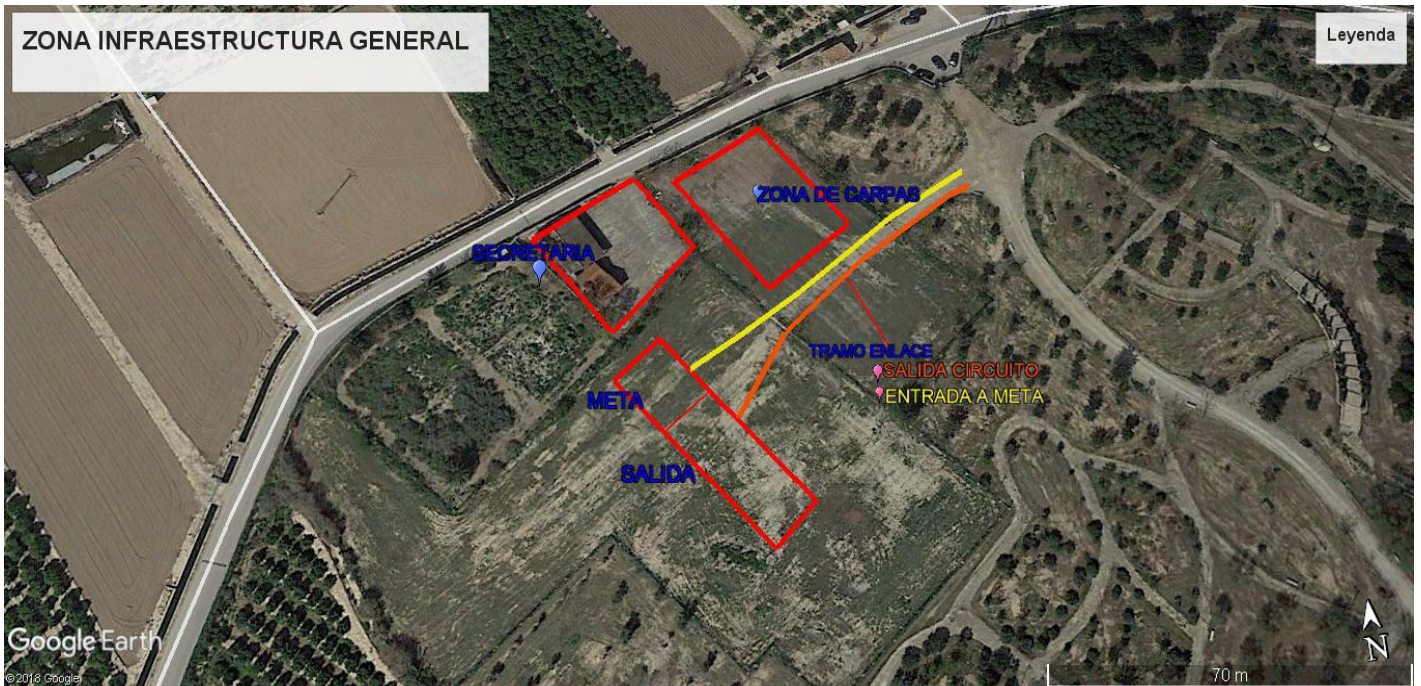 ZONA INFRAESTRUCTURA GENERAL
Leyenda
ZONA DE CARPAS
SECRETARIA
TRAMO ENLACE
SALIDA CIRCUITO
ENTRADA A META
META
SALIDA
Google Earth
©2018 Google
N
70 m